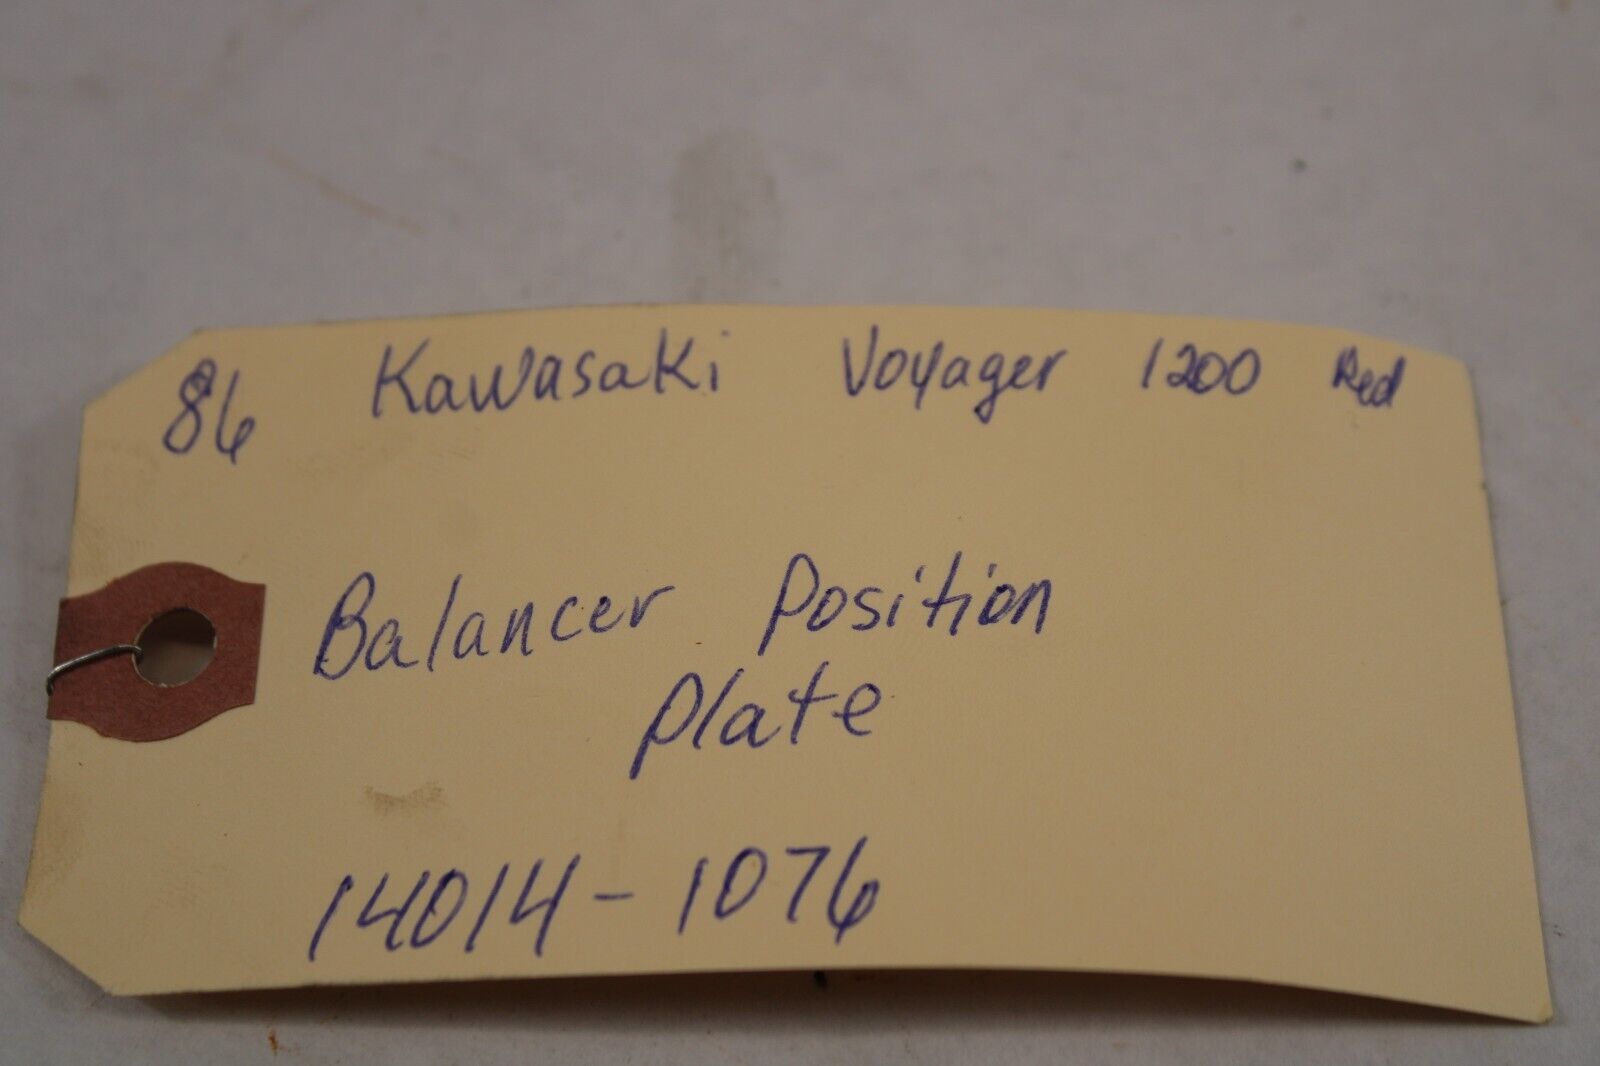 86 Kawasaki Voyager 1200 Red
Balancer Position
Plate
14014-1076